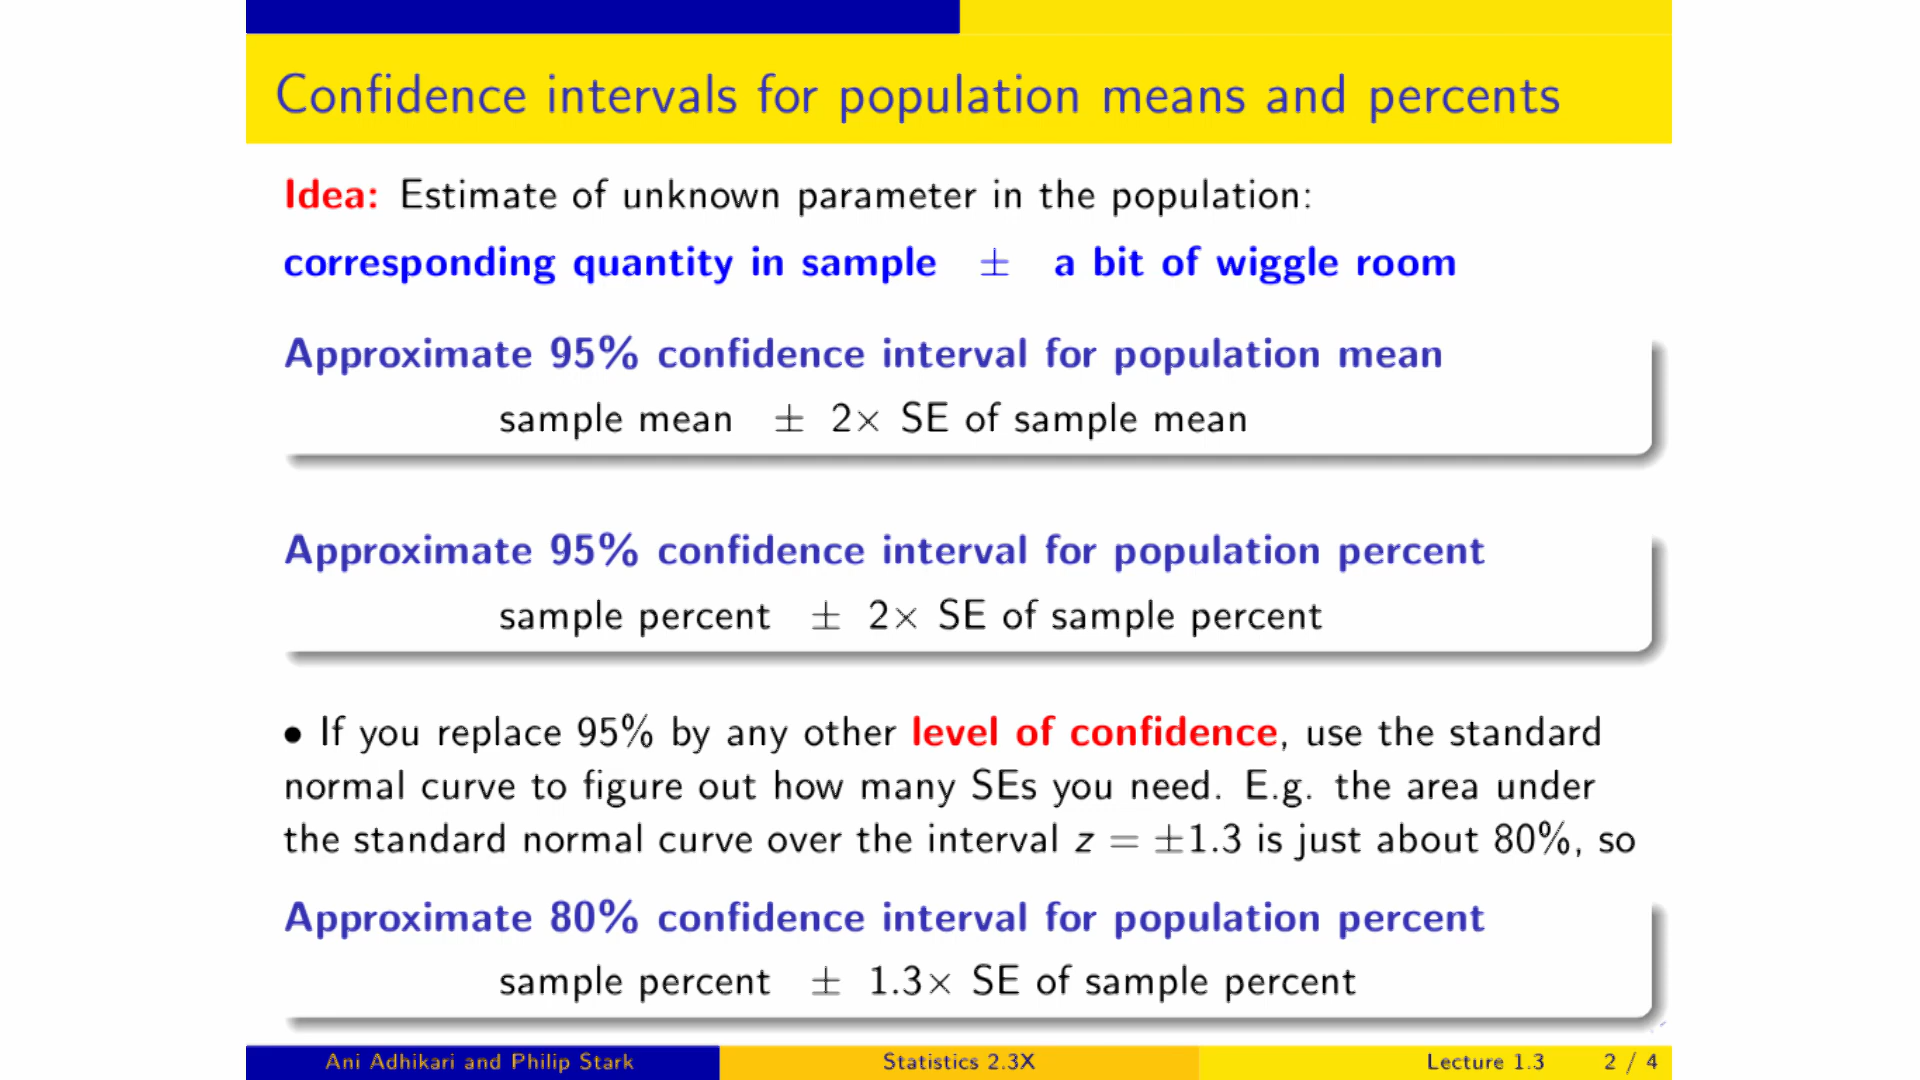 Confidence intervals for population means and percents
Idea: Estimate of unknown parameter in the population:
corresponding quantity in sample ± a bit of wiggle room
Approximate 95% confidence interval for population mean
sample mean ± 2× SE of sample mean
Approximate 95% confidence interval for population percent
sample percent ± 2× SE of sample percent
• If you replace 95% by any other level of confidence, use the standard
normal curve to figure out how many SEs you need. E.g. the area under
the standard normal curve over the interval z = ±1.3 is just about 80%, so
Approximate 80% confidence interval for population percent
sample percent ± 1.3× SE of sample percent
Ani Adhikari and Philip Stark Statistics 2.3X Lecture 1.3 2 / 4